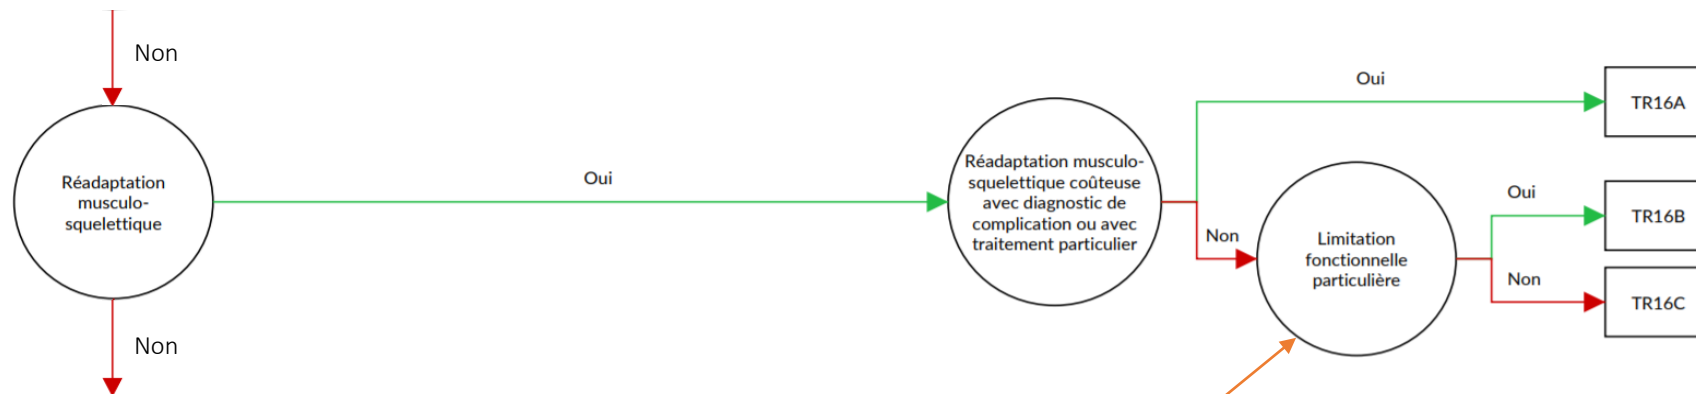 Non
Réadaptation
musculo-
squelettique
Non
Oui
Réadaptation musculo-
squelettique coûteuse
avec diagnostic de
complication ou avec
traitement particulier
Oui
TR16A
Non
Limitation
fonctionnelle
particulière
Oui
TR16B
Non
TR16C